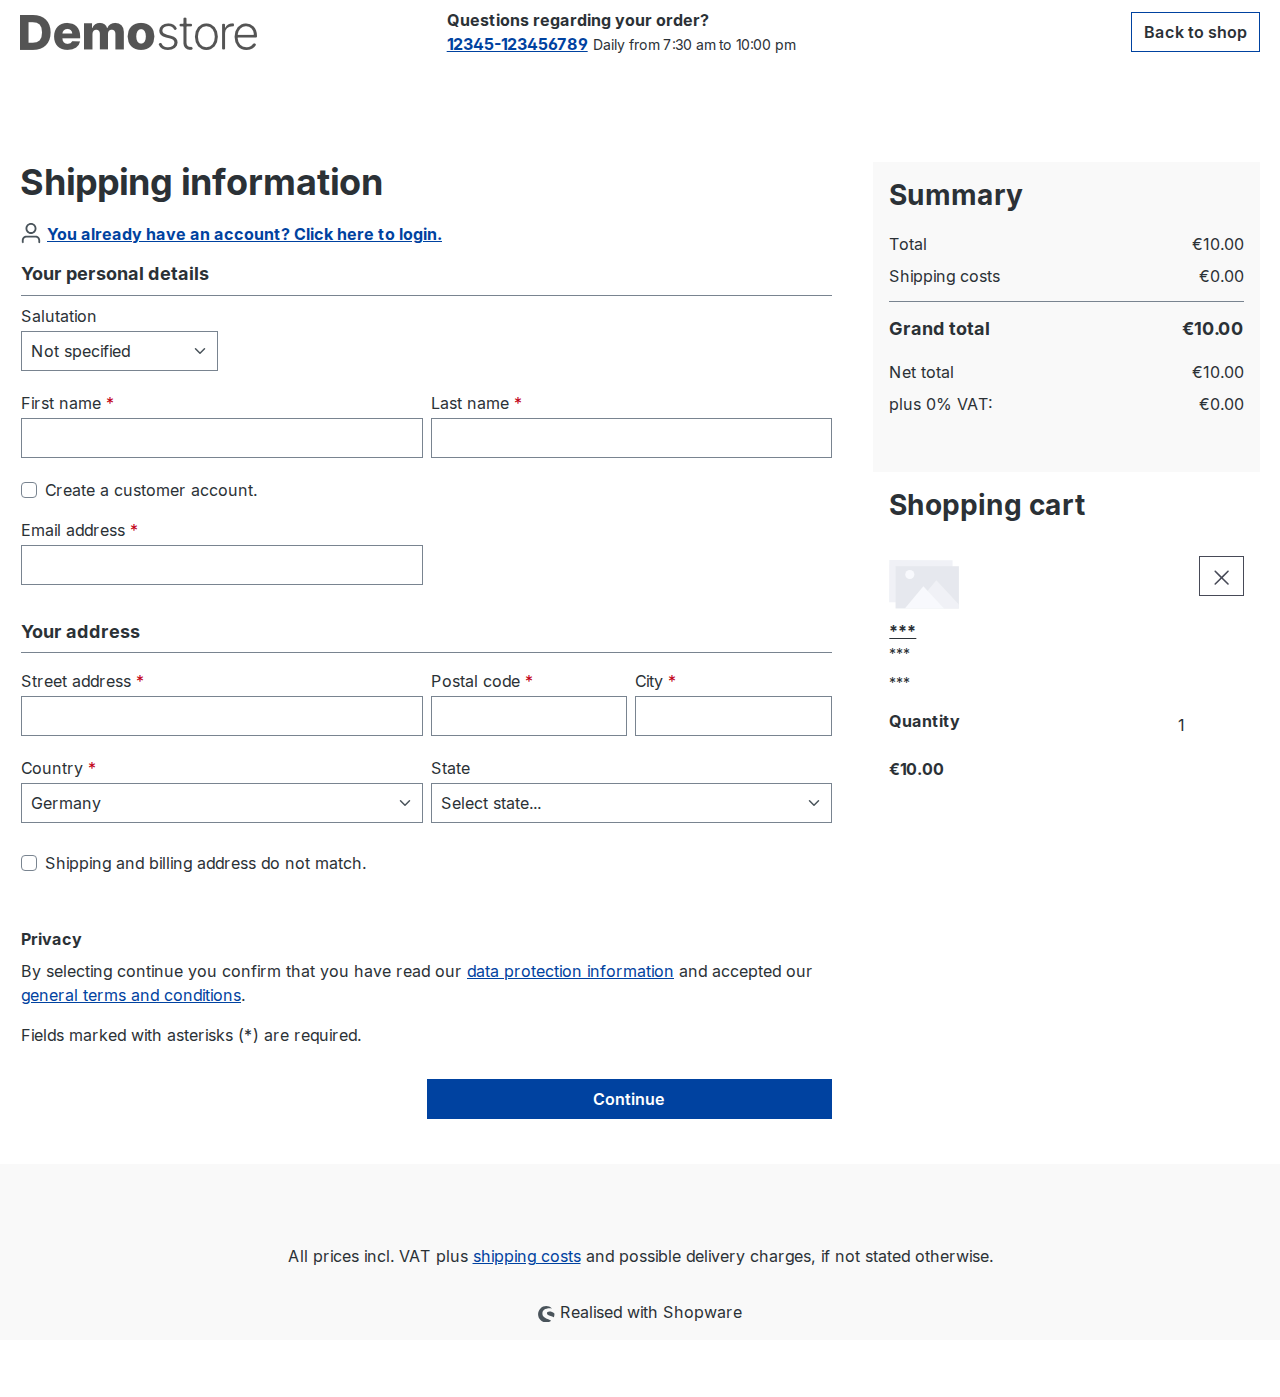 Demostore
Questions regarding your order?
12345-123456789 Daily from 7:30 am to 10:00 pm
Back to shop
Shipping information
You already have an account? Click here to login.
Your personal details
Salutation
Not specified
First name *
Last name *
Create a customer account.
Email address *
Your address
Street address *
Postal code *
City *
Country *
State
Germany
Select state...
Shipping and billing address do not match.
Privacy
By selecting continue you confirm that you have read our data protection information and accepted our
general terms and conditions.
Fields marked with asterisks (*) are required.
Continue
Summary
Total €10.00
Shipping costs €0.00
Grand total €10.00
Net total €10.00
plus 0% VAT: €0.00
Shopping cart
***
***
***
Quantity 1
€10.00
All prices incl. VAT plus shipping costs and possible delivery charges, if not stated otherwise.
Realised with Shopware